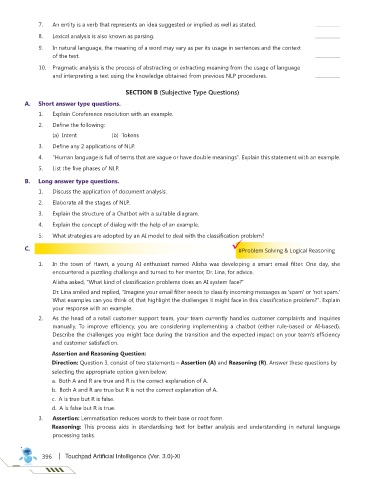 7. An entity is a verb that represents an idea suggested or implied as well as stated. ________
8. Lexical analysis is also known as parsing. ________
9. In natural language, the meaning of a word may vary as per its usage in sentences and the context
of the text. ________
10. Pragmatic analysis is the process of abstracting or extracting meaning from the usage of language
and interpreting a text using the knowledge obtained from previous NLP procedures. ________
SECTION B (Subjective Type Questions)
A. Short answer type questions.
1. Explain Coreference resolution with an example.
2. Define the following:
(a) Intent (b) Tokens
3. Define any 2 applications of NLP.
4. "Human language is full of terms that are vague or have double meanings". Explain this statement with an example.
5. List the five phases of NLP.
B. Long answer type questions.
1. Discuss the application of document analysis.
2. Elaborate all the stages of NLP.
3. Explain the structure of a Chatbot with a suitable diagram.
4. Explain the concept of dialog with the help of an example.
5. What strategies are adopted by an AI model to deal with the classification problem?
C. #Problem Solving & Logical Reasoning
1. In the town of Hawri, a young AI enthusiast named Alisha was developing a smart email filter. One day, she
encountered a puzzling challenge and turned to her mentor, Dr. Lina, for advice.
Alisha asked, "What kind of classification problems does an AI system face?"
Dr. Lina smiled and replied, "Imagine your email filter needs to classify incoming messages as 'spam' or 'not spam.'
What examples can you think of, that highlight the challenges it might face in this classification problem?". Explain
your response with an example.
2. As the head of a retail customer support team, your team currently handles customer complaints and inquiries
manually. To improve efficiency, you are considering implementing a chatbot (either rule-based or AI-based).
Describe the challenges you might face during the transition and the expected impact on your team's efficiency
and customer satisfaction.
Assertion and Reasoning Question:
Direction: Question 3, consist of two statements – Assertion (A) and Reasoning (R). Answer these questions by
selecting the appropriate option given below:
a. Both A and R are true and R is the correct explanation of A.
b. Both A and R are true but R is not the correct explanation of A.
c. A is true but R is false.
d. A is false but R is true.
3. Assertion: Lemmatisation reduces words to their base or root form.
Reasoning: This process aids in standardising text for better analysis and understanding in natural language
processing tasks.
396 | Touchpad Artificial Intelligence (Ver. 3.0)-XI